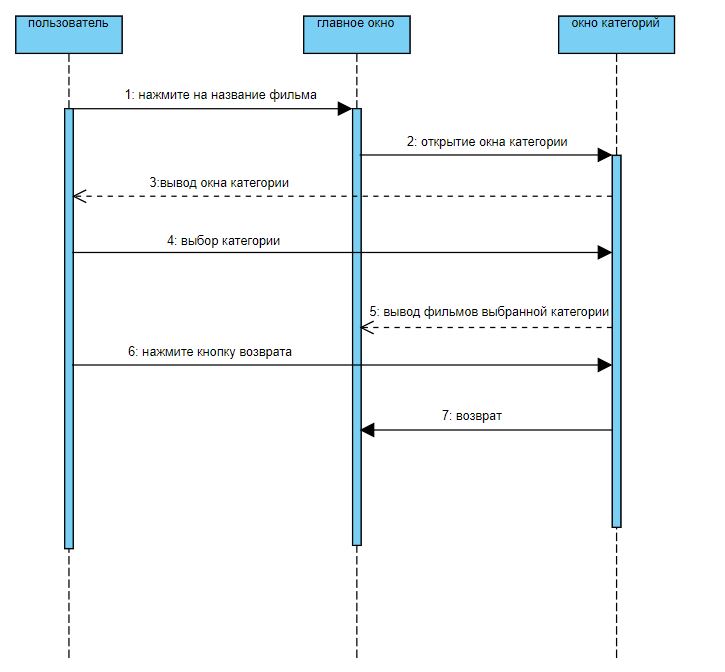 пользователь
главное окно
окно категорий
1: нажмите на название фильма
2: открытие окна категории
3:вывод окна категории
4: выбор категории
5: вывод фильмов выбранной категории
6: нажмите кнопку возврата
7: возврат